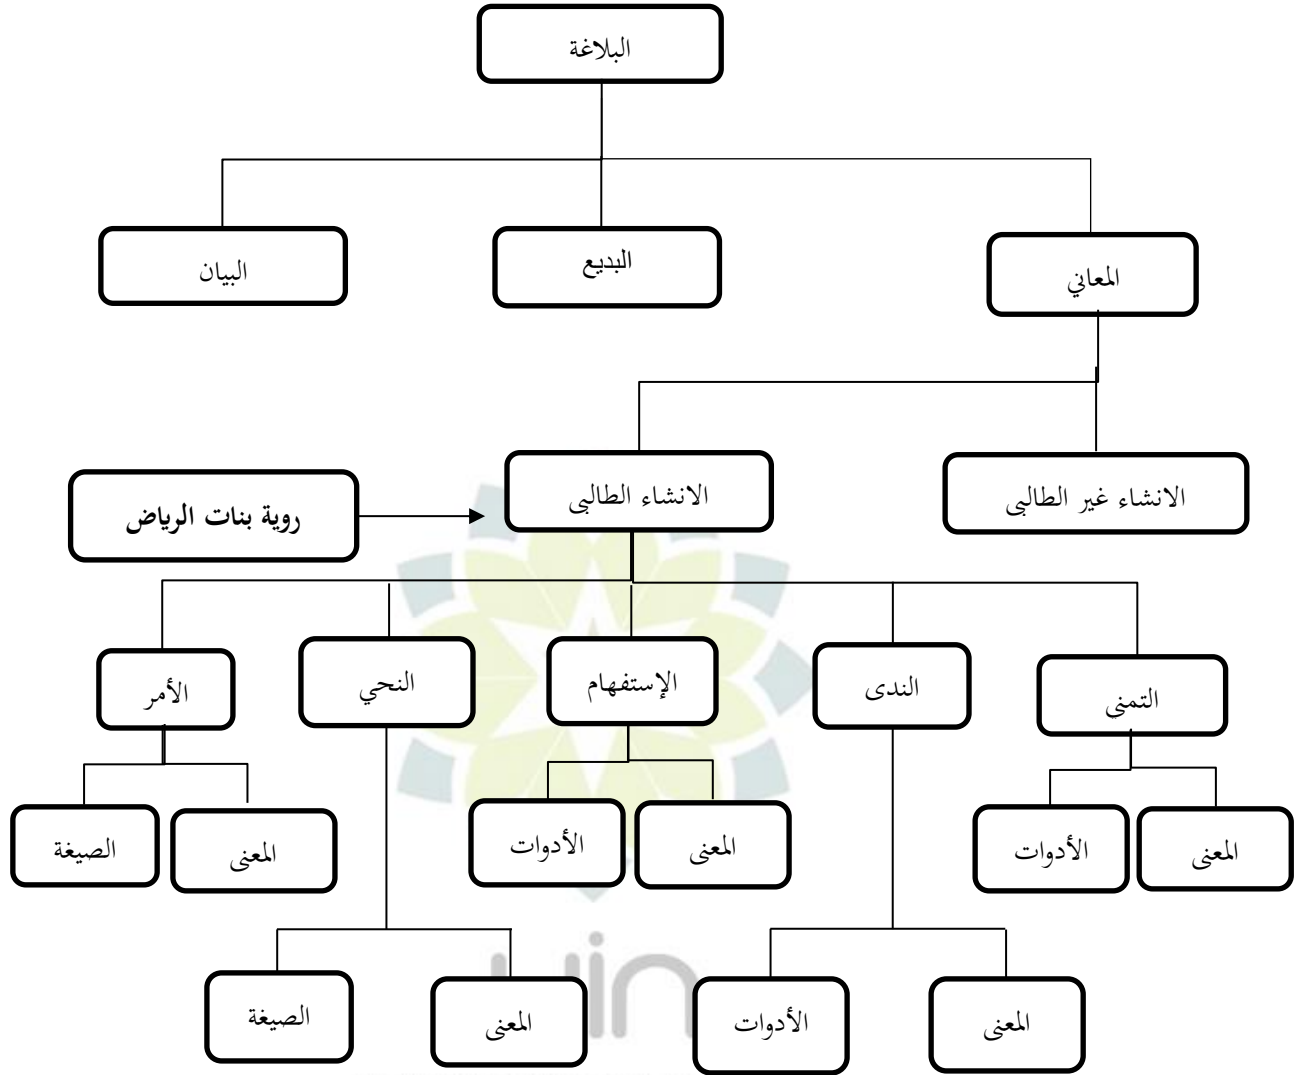 البلاغة
المعاني
البديع
البيان
الانشاء غير الطالبى
الانشاء الطالبى
روية بنات الرياض
التمنى
الندى
الإستفهام
النحي
الأمر
المعنى
الأدوات
المعنى
الأدوات
المعنى
الصيغة
المعنى
الأدوات
المعنى
الصيغة
uin